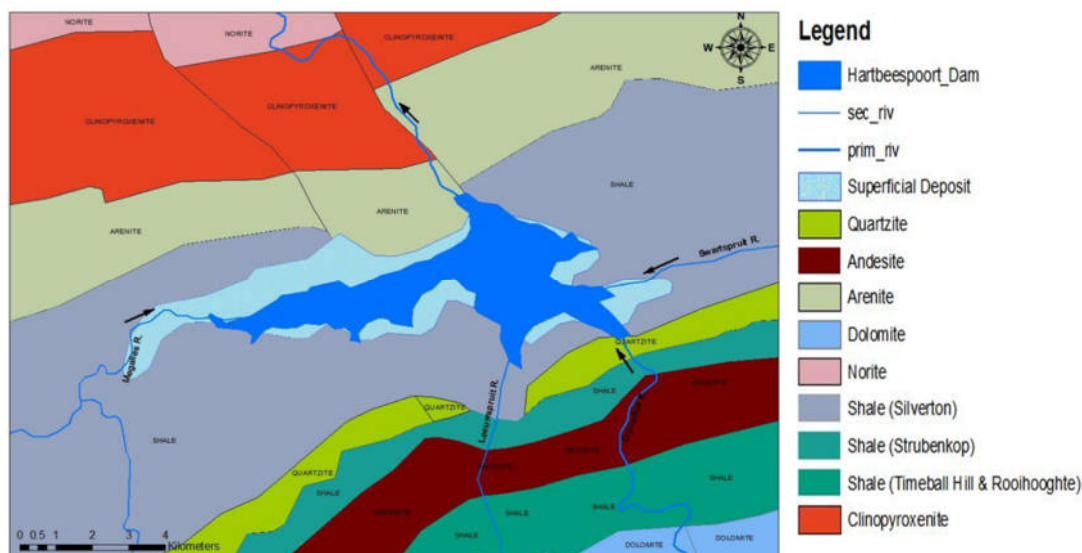 NORITE
NORITE
CLINOPYROXENITE
N
W E
S
ARENITE
CLINOPYROXENITE
CLINOPYROXENITE
SHALE
ARENITE
ARENITE
Swartspruit R.
Magalies R.
QUARTZITE
SHALE
QUARTZITE
Leeuwspruit R.
SHALE
QUARTZITE
SHALE
SHALE
SHALE
SHALE
DOLOMITE
DOLOMITE
0 0.5 1 2 3 4
Kilometers
Legend
Hartbeespoort_Dam
sec_riv
prim_riv
Superficial Deposit
Quartzite
Andesite
Arenite
Dolomite
Norite
Shale (Silverton)
Shale (Strubenkop)
Shale (Timeball Hill & Rooihooghte)
Clinopyroxenite